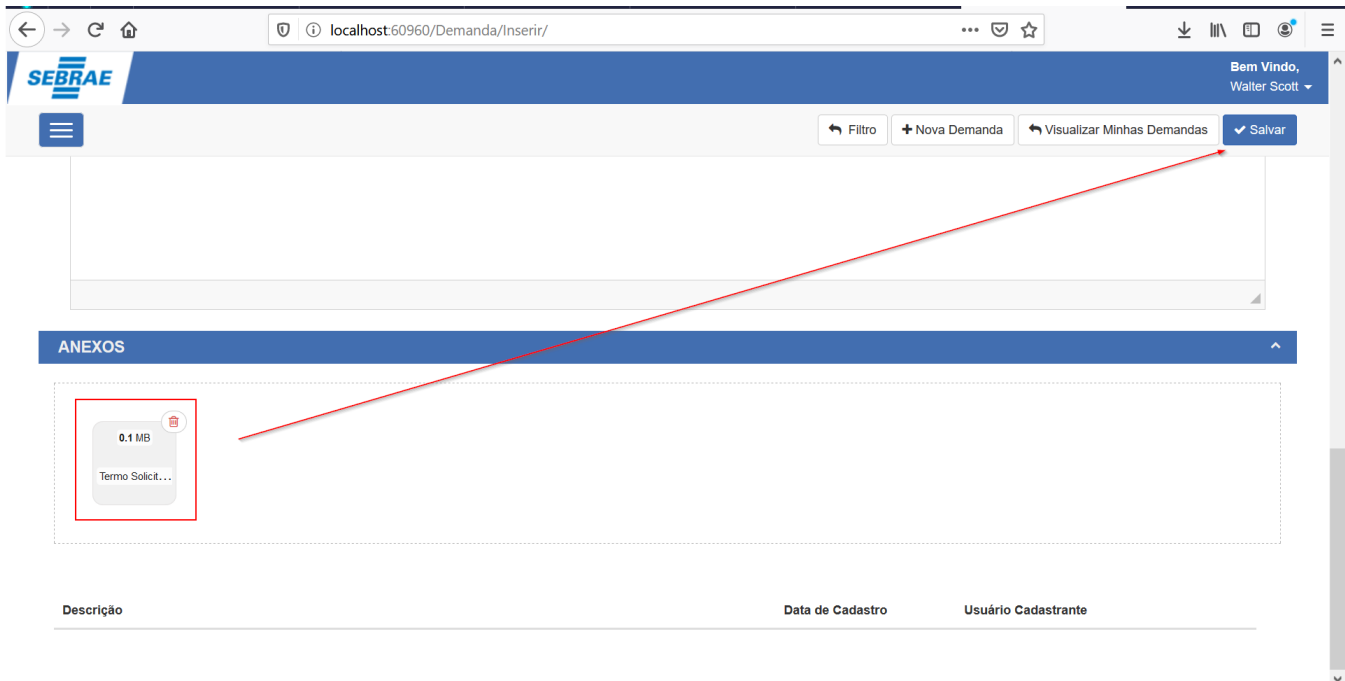 localhost:60960/Demanda/Inserir/
SEBRAE
Bem Vindo,
Walter Scott
Filtro
Nova Demanda
Visualizar Minhas Demandas
Salvar
ANEXOS
0.1 MB
Termo Solicit...
Descrição
Data de Cadastro
Usuário Cadastrante